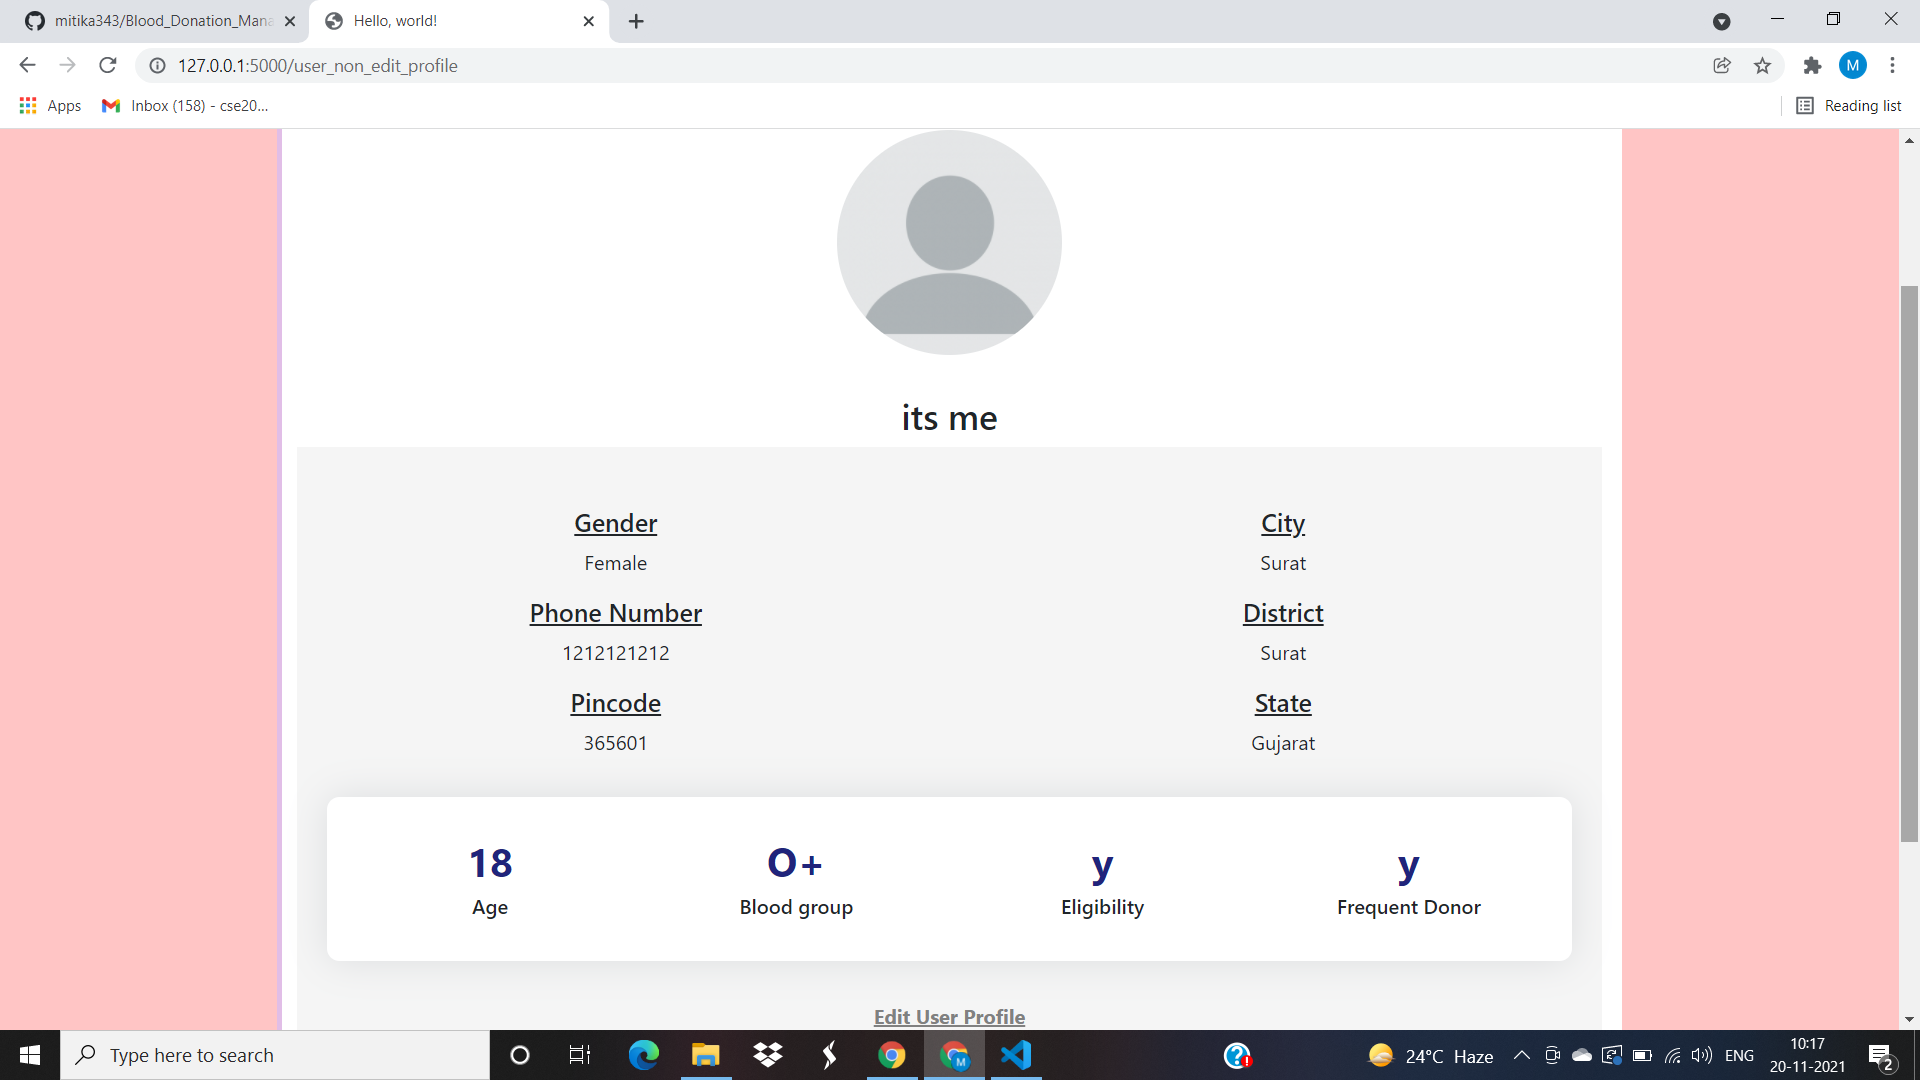 mitika343/Blood_Donation_Mana
Hello, world!
127.0.0.1:5000/user_non_edit_profile
M
Apps
Inbox (158) - cse20...
Reading list
its me
Gender
City
Female
Surat
Phone Number
District
1212121212
Surat
Pincode
State
365601
Gujarat
18
O+
y
y
Age
Blood group
Eligibility
Frequent Donor
Edit User Profile
Type here to search
M
24°C Haze
ENG
10:17
20-11-2021
2